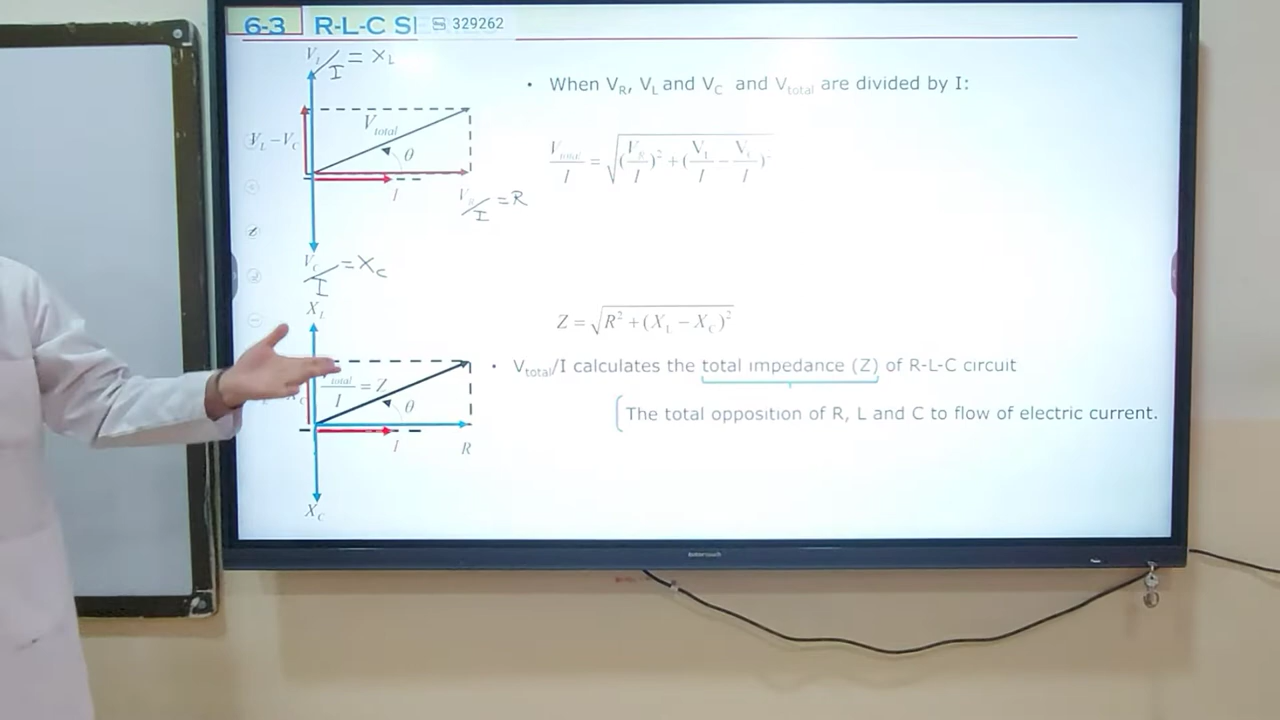 6-3 R-L-C S 329262
V_L/I = X_L
• When V_R, V_L and V_C and V_total are divided by I:
V_total
V_L – V_C
θ
I
V_R/I = R
V_total/I = √((V_R/I)² + (V_L/I – V_C/I)²
V_C/I = X_C
X_L
Z = √(R² + (X_L – X_C)²)
• V_total/I calculates the total impedance (Z) of R-L-C circuit
V_total/I = Z
θ
The total opposition of R, L and C to flow of electric current.
I
R
X_C